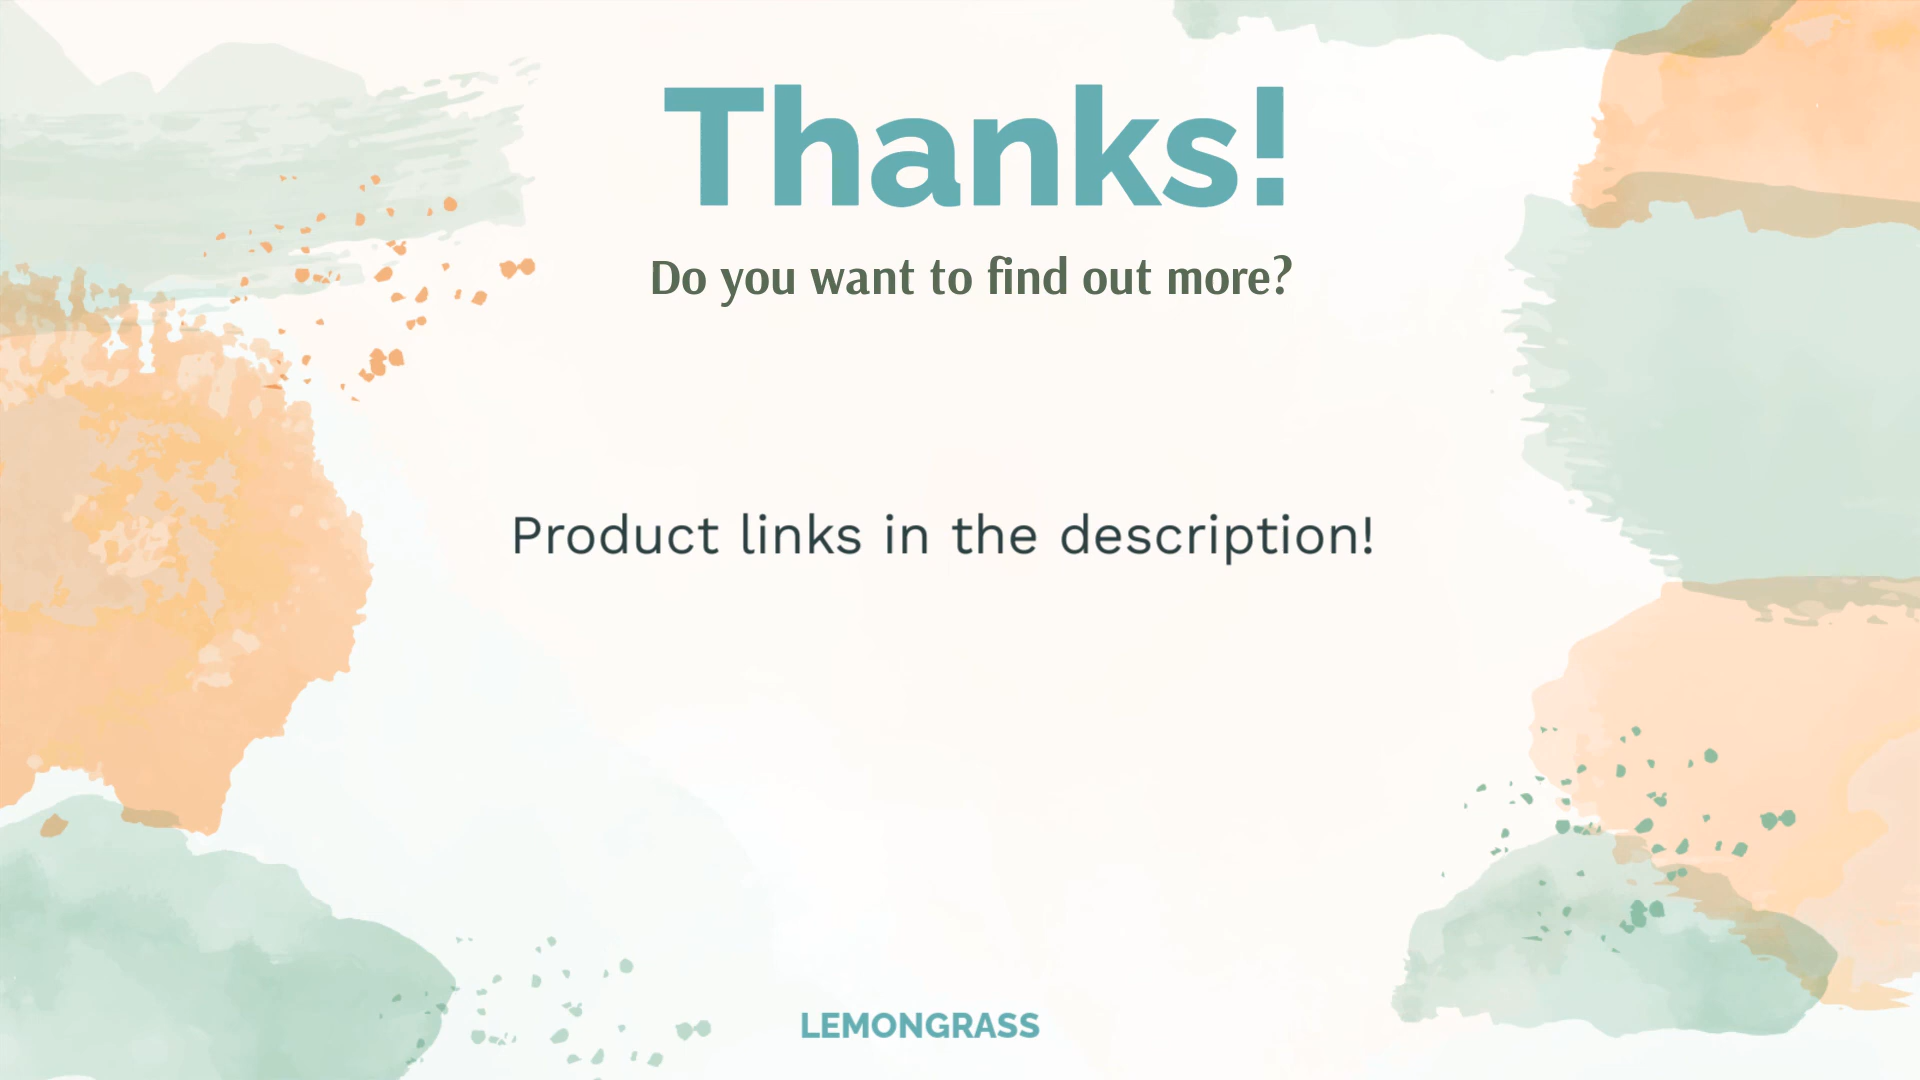 Thanks!
Do you want to find out more?
Product links in the description!
LEMONGRASS